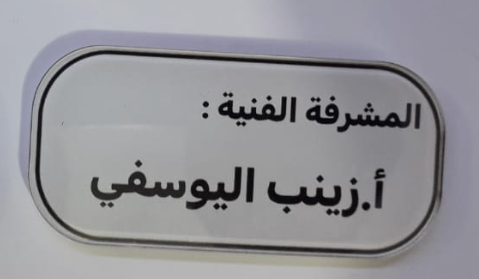 المشرفة الفنية :
أ.زينب اليوسفي